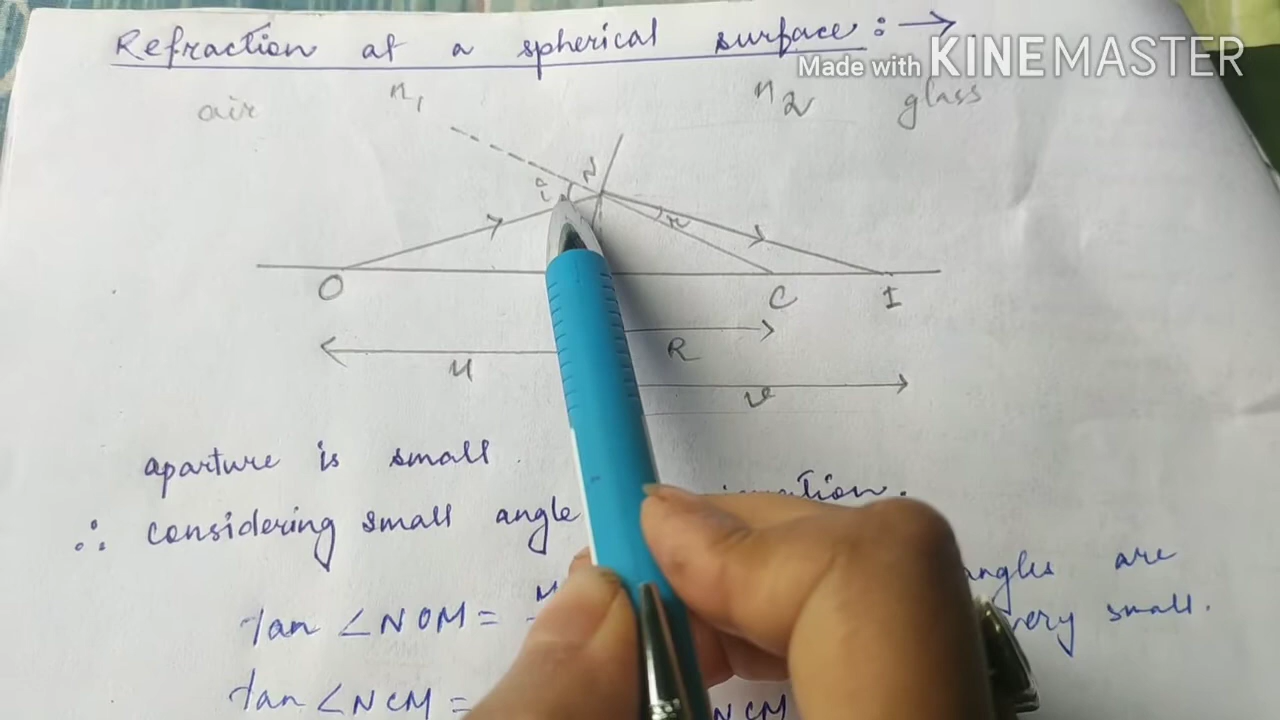 Refraction at a spherical surface : →
Made with KINEMASTER
air n₁ n₂ glass
N
i
r
O C I
R
u
v
aparture is small
∴ considering small angle
angles are
tan ∠NOM = very small.
tan ∠NCM = NCM